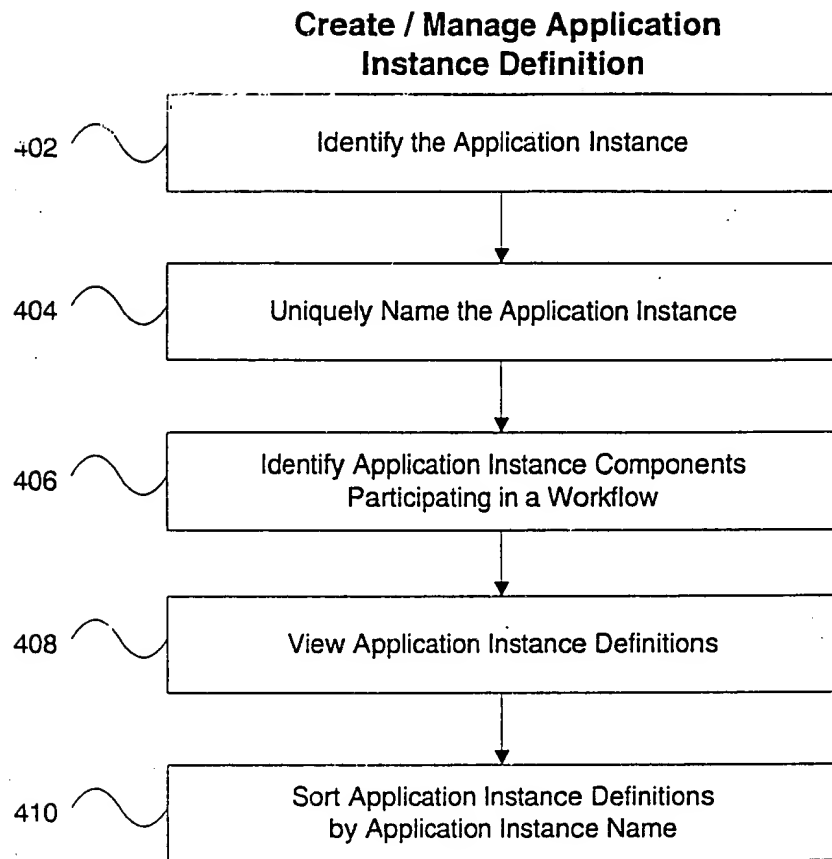 Create / Manage Application
Instance Definition
402
Identify the Application Instance
404
Uniquely Name the Application Instance
406
Identify Application Instance Components
Participating in a Workflow
408
View Application Instance Definitions
410
Sort Application Instance Definitions
by Application Instance Name